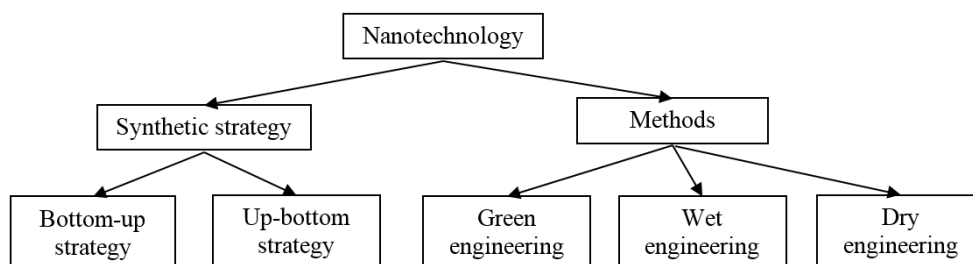 Nanotechnology
Synthetic strategy
Methods
Bottom-up
strategy
Up-bottom
strategy
Green
engineering
Wet
engineering
Dry
engineering